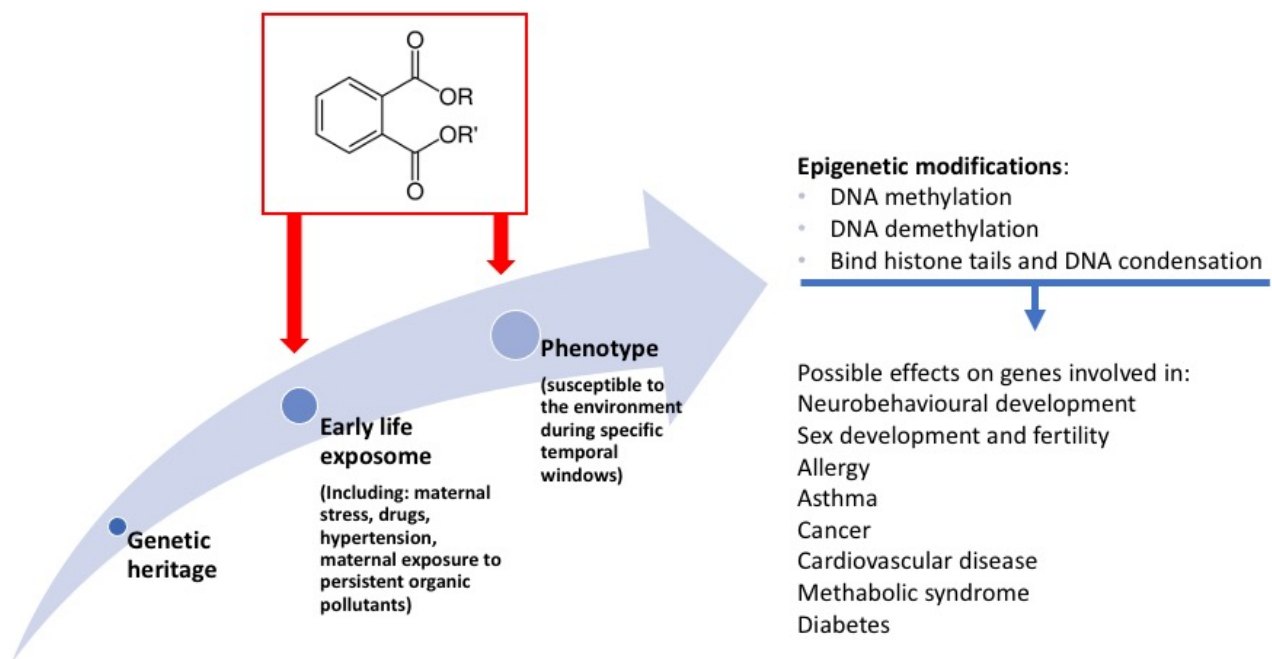 O
OR
OR'
O
Genetic
heritage
Early life
exposome
(Including: maternal
stress, drugs,
hypertension,
maternal exposure to
persistent organic
pollutants)
Phenotype
(susceptible to
the environment
during specific
temporal
windows)
Epigenetic modifications:
• DNA methylation
• DNA demethylation
• Bind histone tails and DNA condensation
Possible effects on genes involved in:
Neurobehavioural development
Sex development and fertility
Allergy
Asthma
Cancer
Cardiovascular disease
Methabolic syndrome
Diabetes